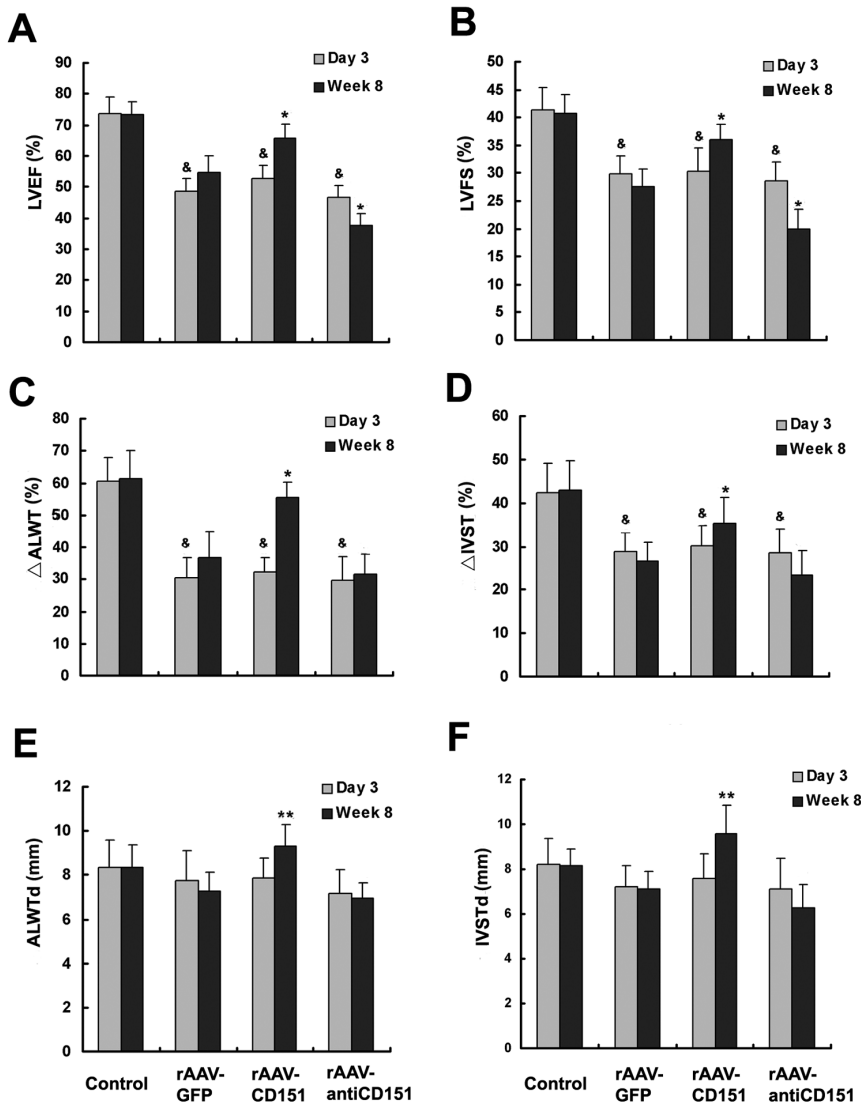 A
LVEF (%)
90
80
70
60
50
40
30
20
10
0
Day 3
Week 8
&
&
*
&
*
B
LVFS (%)
50
45
40
35
30
25
20
15
10
5
0
Day 3
Week 8
&
&
*
&
*
C
△ALWT (%)
80
70
60
50
40
30
20
10
0
Day 3
Week 8
&
&
*
&
D
△IVST (%)
60
50
40
30
20
10
0
Day 3
Week 8
&
&
*
&
E
ALWTd (mm)
12
10
8
6
4
2
0
Day 3
Week 8
**
Control
rAAV-
GFP
rAAV-
CD151
rAAV-
antiCD151
F
IVSTd (mm)
12
10
8
6
4
2
0
Day 3
Week 8
**
Control
rAAV-
GFP
rAAV-
CD151
rAAV-
antiCD151